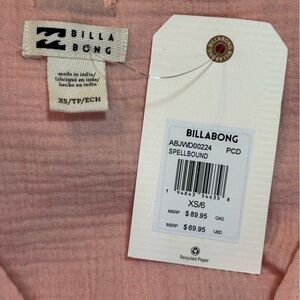 BILLA
BONG
made in india/
fabriqué en inde/
hecho en india
XS/TP/ECH
BILLABONG
ABJWD00224 PCD
SPELLBOUND
XS/6
MSRP $89.95 CAD
MSRP $69.95 USD
Recycled Paper